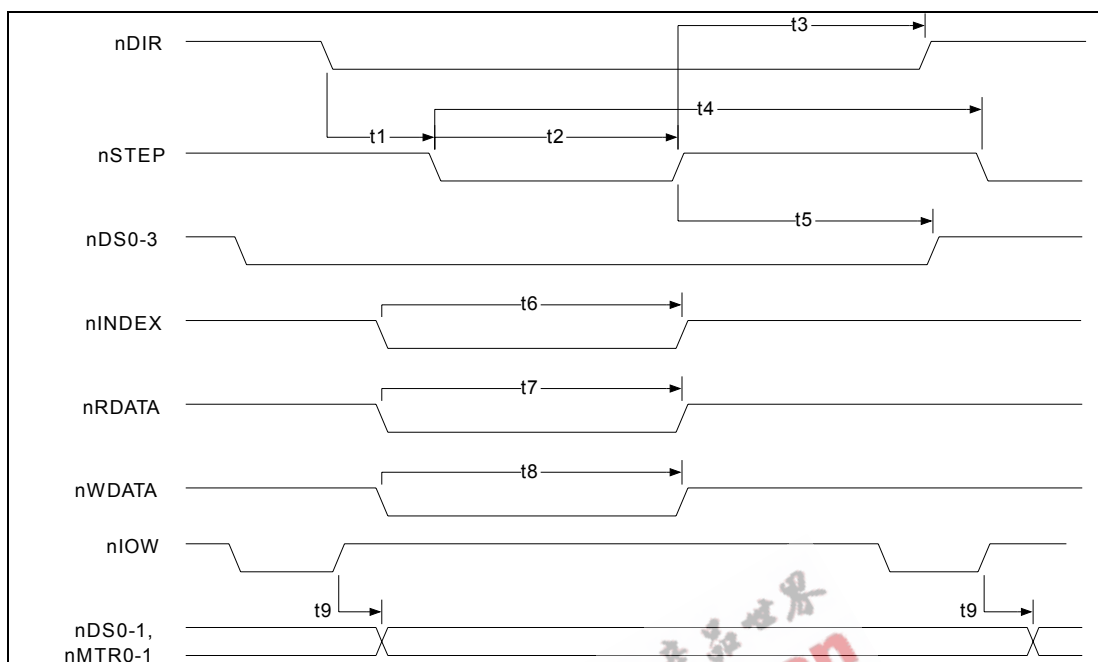 t3
nDIR
t4
t1
t2
nSTEP
t5
nDS0-3
t6
nINDEX
t7
nRDATA
t8
nWDATA
nIOW
t9
t9
nDS0-1,
nMTR0-1